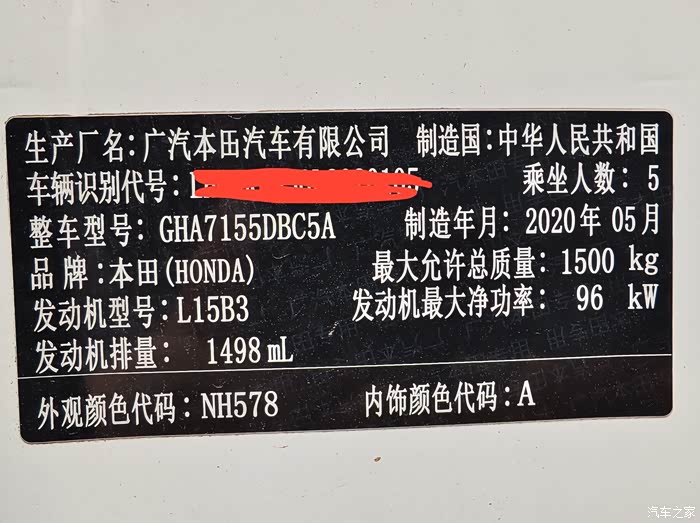 生产厂名:广汽本田汽车有限公司 制造国:中华人民共和国
车辆识别代号: 乘坐人数: 5
整车型号: GHA7155DBC5A 制造年月: 2020年 05月
品牌:本田(HONDA) 最大允许总质量: 1500 kg
发动机型号: L15B3 发动机最大净功率: 96 kW
发动机排量: 1498 mL
外观颜色代码: NH578 内饰颜色代码: A
汽车之家